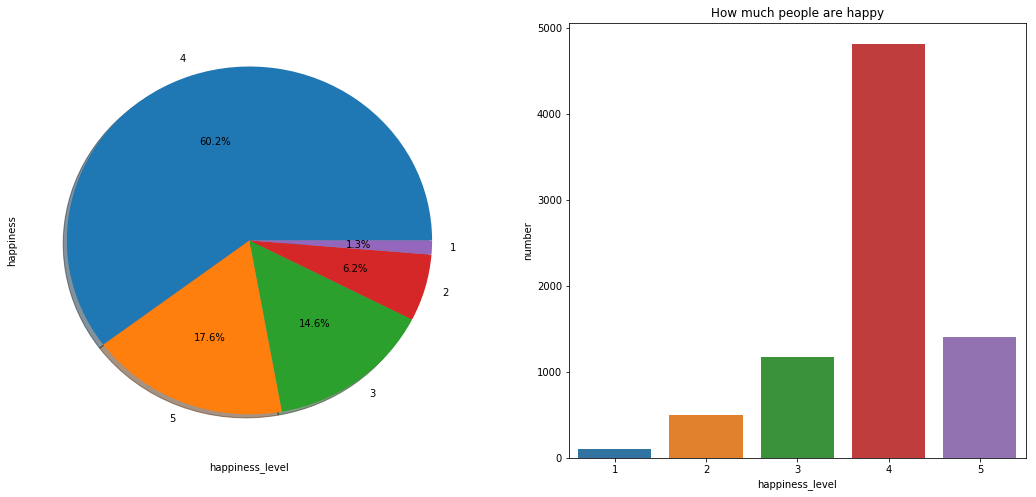 4
60.2%
happiness
1.3%
1
6.2%
2
14.6%
17.6%
3
5
happiness_level
How much people are happy
5000
4000
3000
2000
1000
0
number
1 2 3 4 5
happiness_level